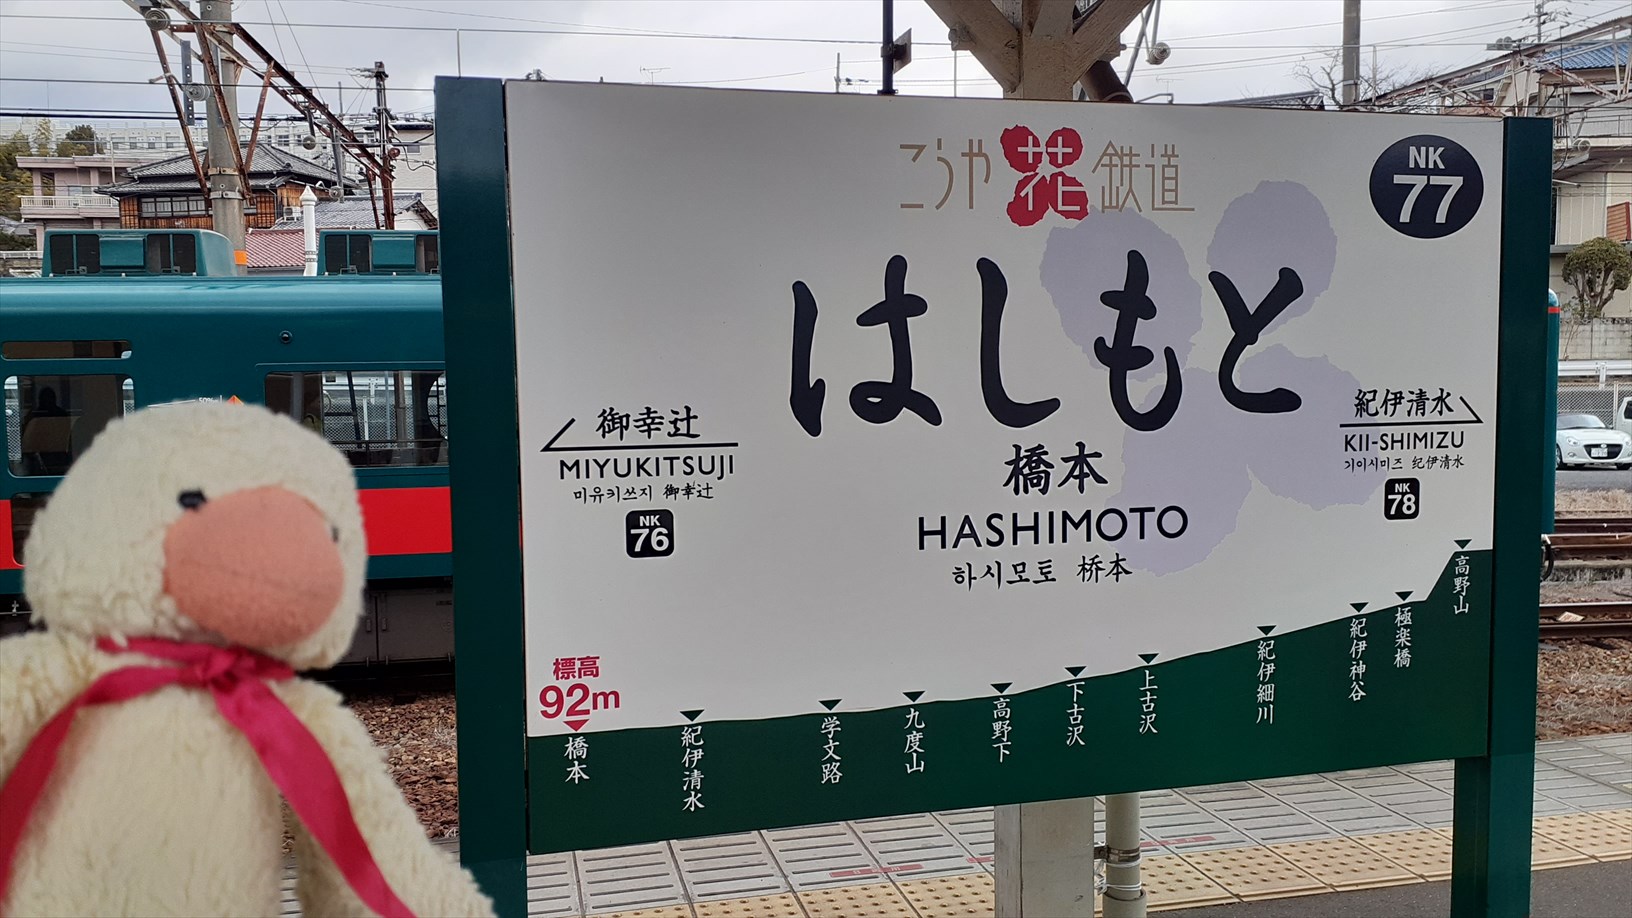 こうや花鉄道
NK
77
はしもと
橋本
HASHIMOTO
하시모토 桥本
御幸辻
MIYUKITSUJI
미유키쓰지 御幸辻
NK
76
紀伊清水
KII-SHIMIZU
기이시미즈 纪伊清水
NK
78
標高
92m
橋本
紀伊清水
学文路
九度山
高野下
下古沢
上古沢
紀伊細川
紀伊神谷
極楽橋
高野山